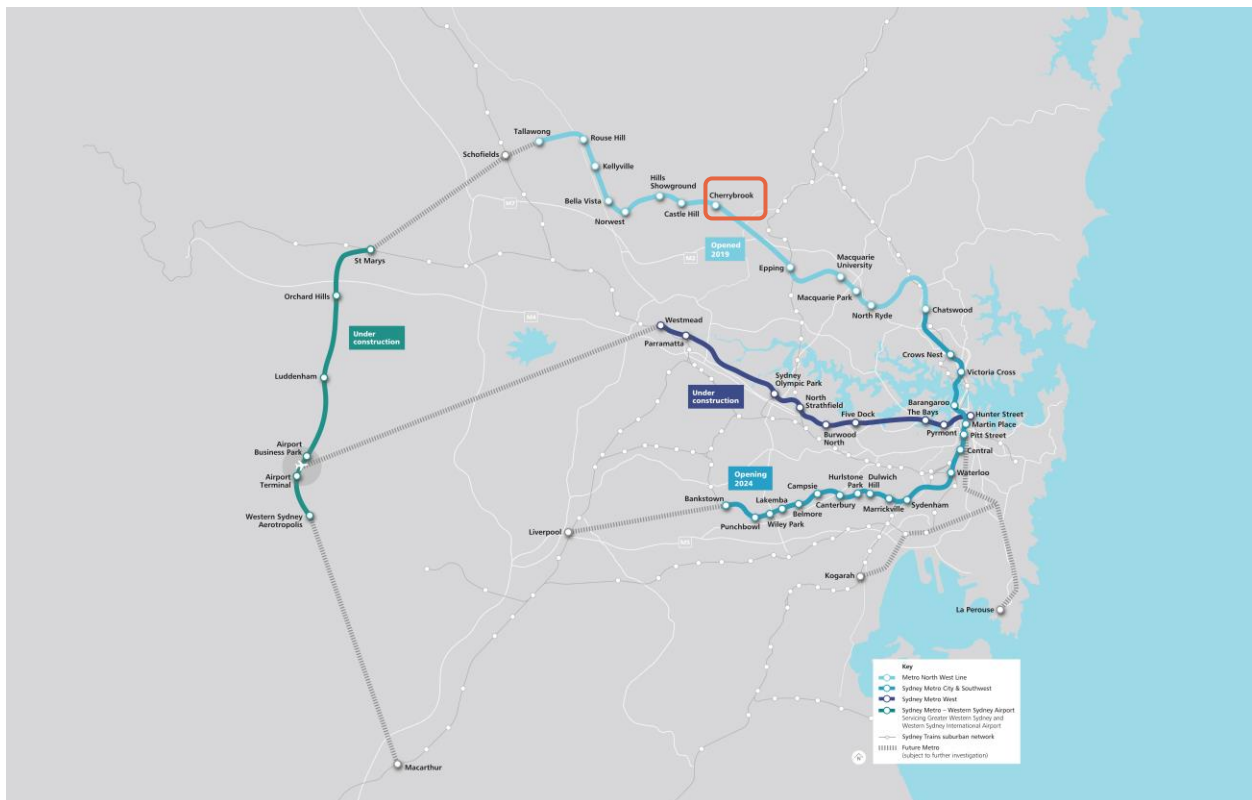 Tallawong
Rouse Hill
Schofields
Kellyville
Hills
Showground
Cherrybrook
Bella Vista
Norwest
Castle Hill
M7
Opened
2019
M2
St Marys
Epping
Macquarie
University
Macquarie Park
North Ryde
Orchard Hills
Chatswood
M4
Westmead
Parramatta
Under
construction
Crows Nest
Victoria Cross
Luddenham
Sydney
Olympic Park
Under
construction
North
Strathfield
Five Dock
Burwood
North
Barangaroo
The Bays
Pyrmont
Hunter Street
Martin Place
Pitt Street
Central
Airport
Business Park
Airport
Terminal
Western Sydney
Aerotropolis
Opening
2024
Waterloo
Bankstown
Punchbowl
Lakemba
Wiley Park
Campsie
Belmore
Hurlstone
Park
Canterbury
Dulwich
Hill
Marrickville
Sydenham
Liverpool
M5
Kogarah
La Perouse
Macarthur
Key
Metro North West Line
Sydney Metro City & Southwest
Sydney Metro West
Sydney Metro – Western Sydney Airport
Servicing Greater Western Sydney and
Western Sydney International Airport
Sydney Trains suburban network
Future Metro
(subject to further investigation)